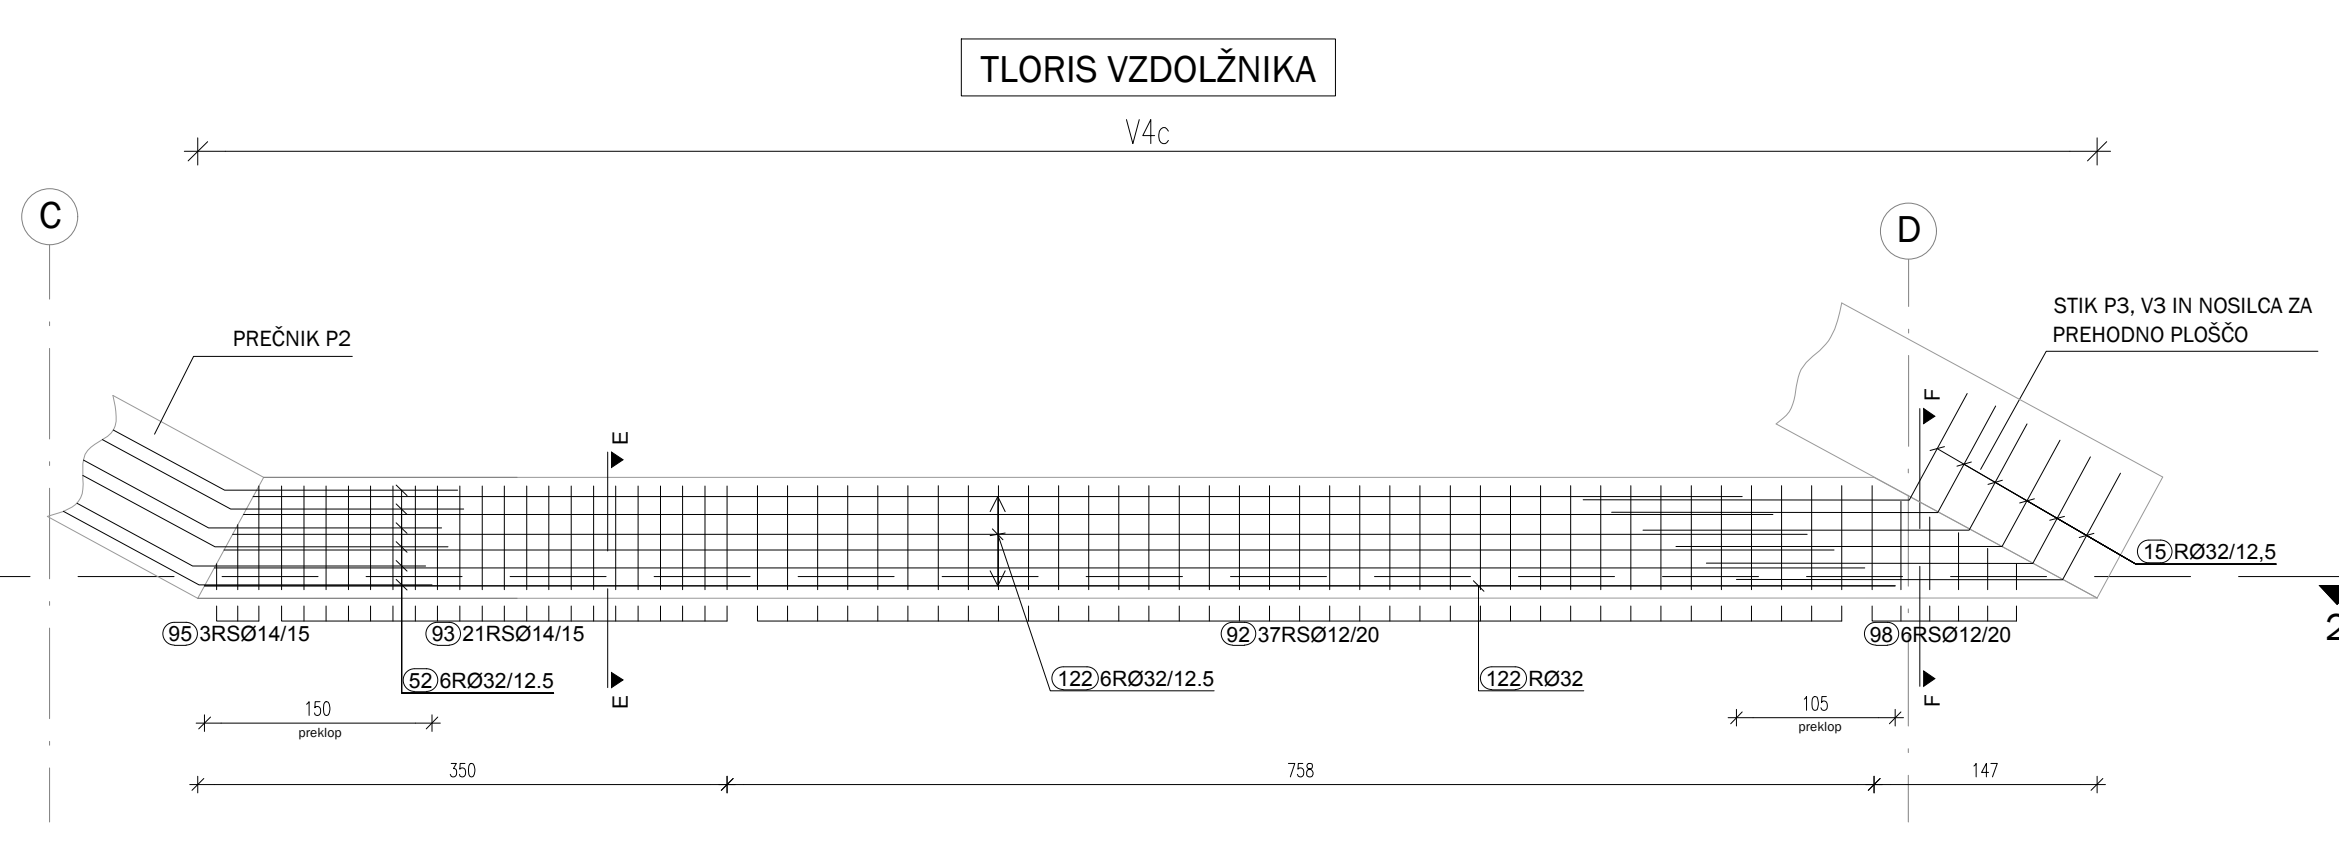 TLORIS VZDOLŽNIKA
V4c
C
D
STIK P3, V3 IN NOSILCA ZA
PREHODNO PLOŠČO
PREČNIK P2
F
E
15 RØ32/12,5
95 3RSØ14/15
93 21RSØ14/15
92 37RSØ12/20
98 6RSØ12/20
2
52 6RØ32/12.5
122 6RØ32/12.5
122 RØ32
E
F
150
preklop
105
preklop
350
758
147